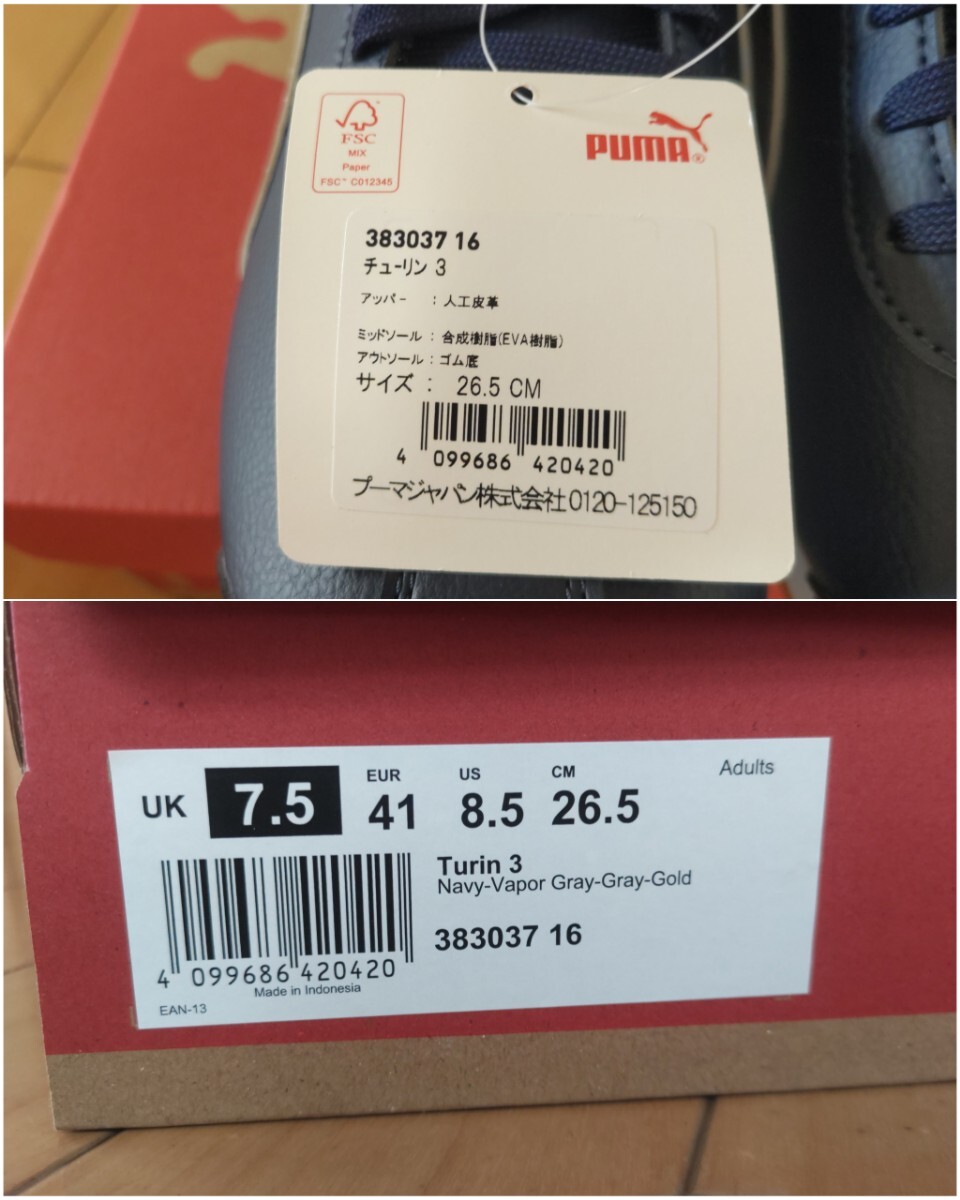 FSC
MIX
Paper
FSC™ C012345
PUMA®
383037 16
チューリン 3
アッパー : 人工皮革
ミッドソール : 合成樹脂(EVA樹脂)
アウトソール : ゴム底
サイズ : 26.5 CM
4 099686 420420
プーマジャパン株式会社0120-125150
UK 7.5 EUR 41 US 8.5 CM 26.5 Adults
Turin 3
Navy-Vapor Gray-Gray-Gold
383037 16
4 099686 420420
Made in Indonesia
EAN-13